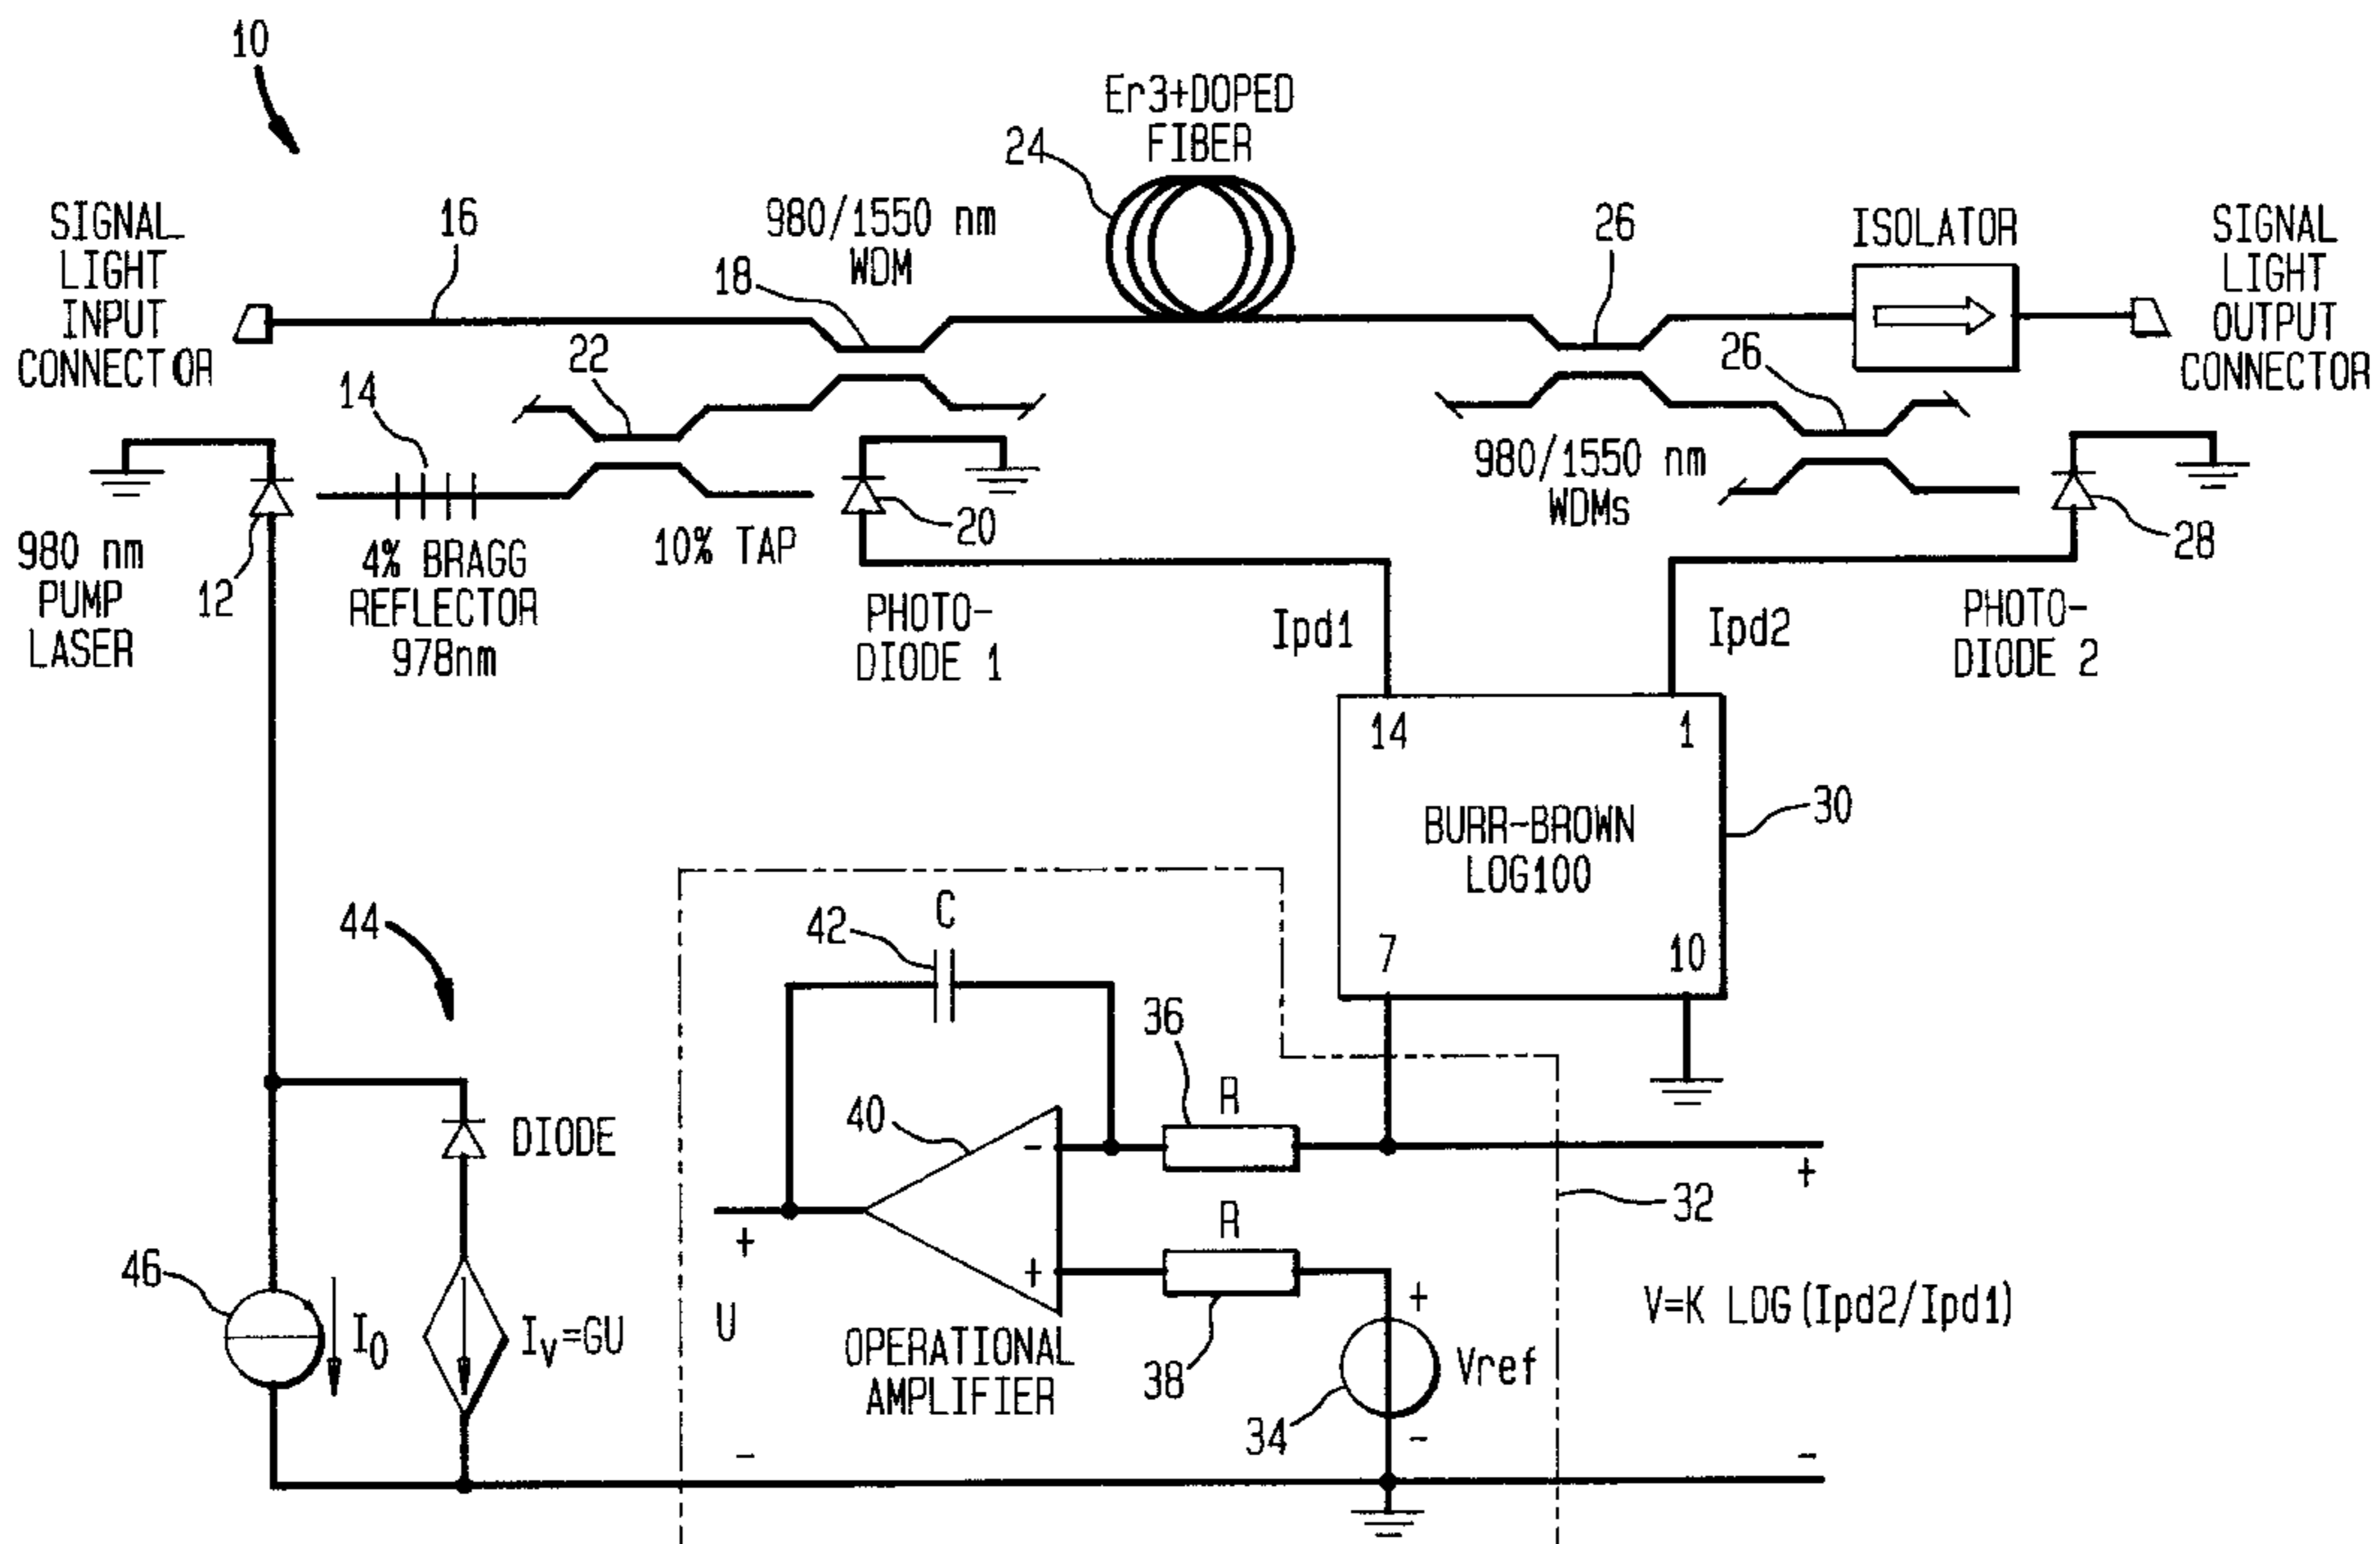 10
Er3+DOPED
FIBER
24
SIGNAL
LIGHT
INPUT
CONNECTOR
16
980/1550 nm
WDM
18
26
ISOLATOR
SIGNAL
LIGHT
OUTPUT
CONNECTOR
22
14
26
980 nm
PUMP
LASER
12
4% BRAGG
REFLECTOR
978nm
10% TAP
20
PHOTO-
DIODE 1
980/1550 nm
WDMs
28
PHOTO-
DIODE 2
Ipd1
Ipd2
14
1
BURR-BROWN
LOG100
30
7
10
44
42
C
36
R
40
-
+
DIODE
R
32
+
+
46
I0
Iv=GU
U
OPERATIONAL
AMPLIFIER
38
+
Vref
34
-
V=K LOG(Ipd2/Ipd1)
-
-